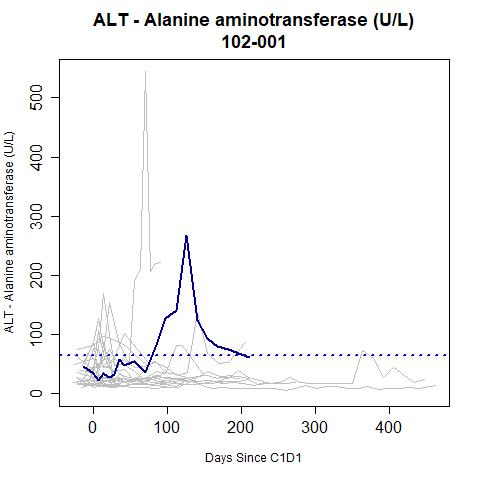 ALT - Alanine aminotransferase (U/L)
102-001
ALT - Alanine aminotransferase (U/L)
500
400
300
200
100
0
0 100 200 300 400
Days Since C1D1